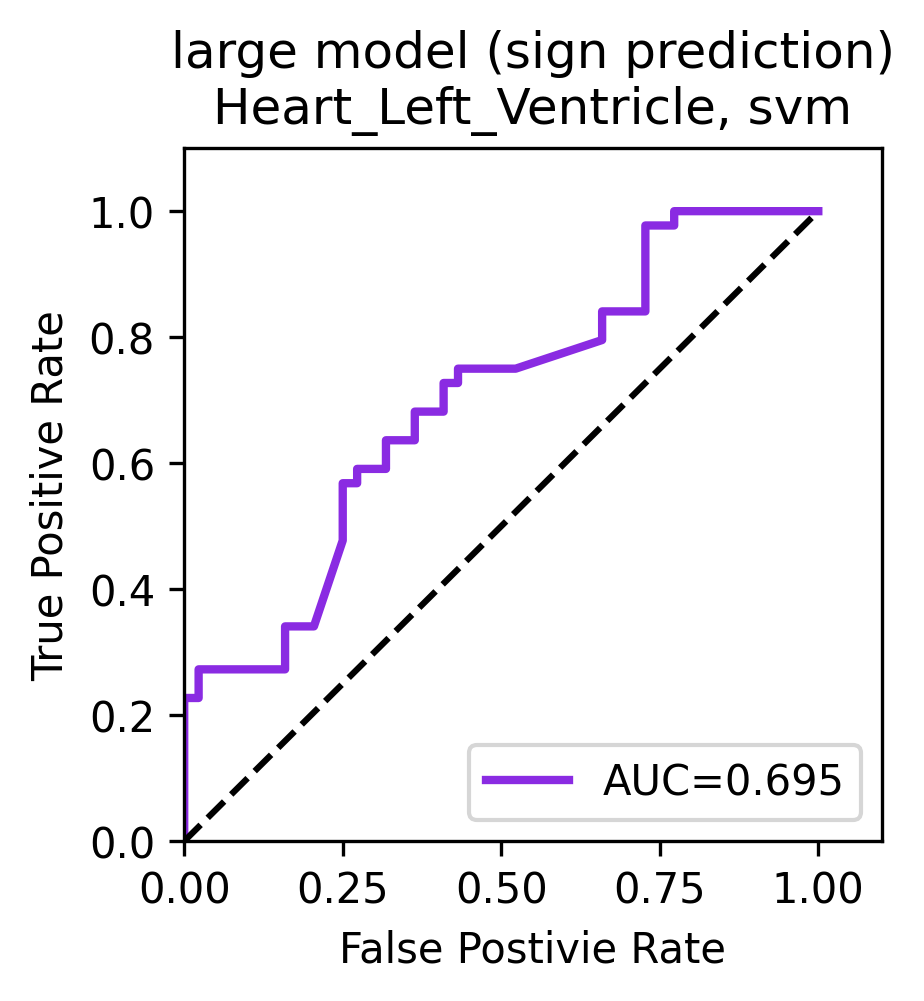 large model (sign prediction)
Heart_Left_Ventricle, svm
True Positive Rate
1.0
0.8
0.6
0.4
0.2
0.0
AUC=0.695
0.00 0.25 0.50 0.75 1.00
False Postivie Rate